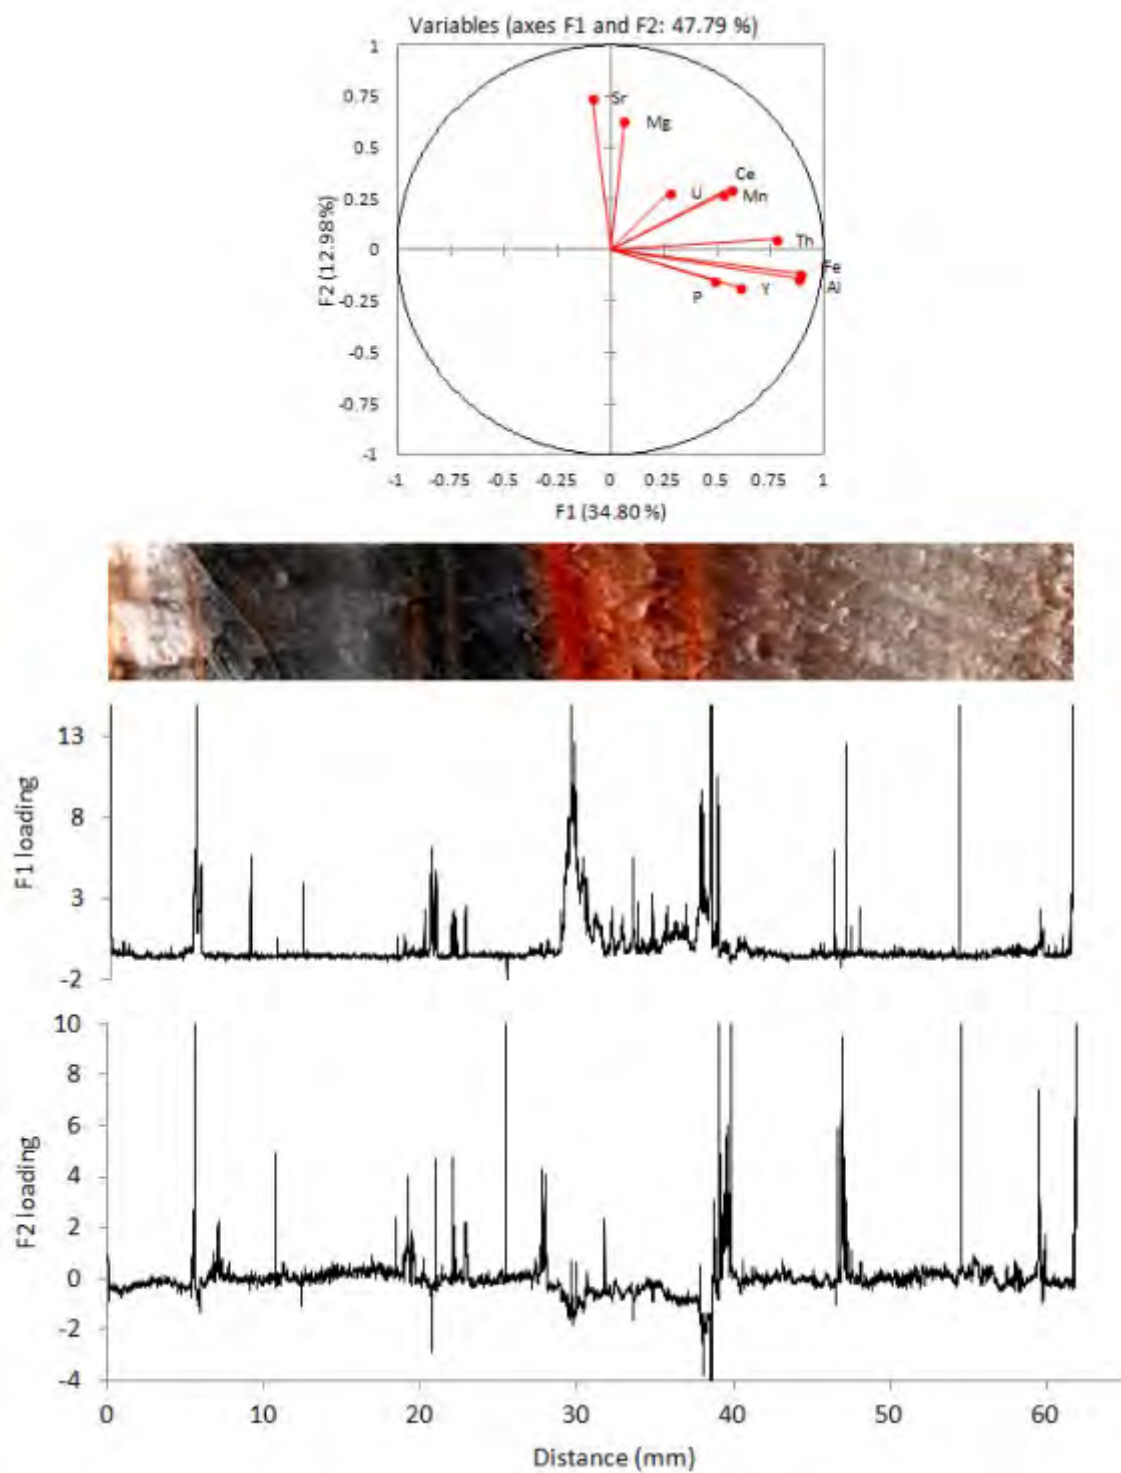 Variables (axes F1 and F2: 47.79 %)
1
0.75
0.5
0.25
0
-0.25
-0.5
-0.75
-1
F2 (12.98%)
Sr
Mg
Ce
U
Mn
Th
Fe
Al
P
Y
-1 -0.75 -0.5 -0.25 0 0.25 0.5 0.75 1
F1 (34.80 %)
13
8
3
-2
F1 loading
10
8
6
4
2
0
-2
-4
F2 loading
0 10 20 30 40 50 60
Distance (mm)